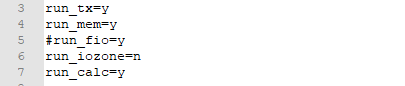 3 run_tx=y
4 run_mem=y
5 #run_fio=y
6 run_iozone=n
7 run_calc=y